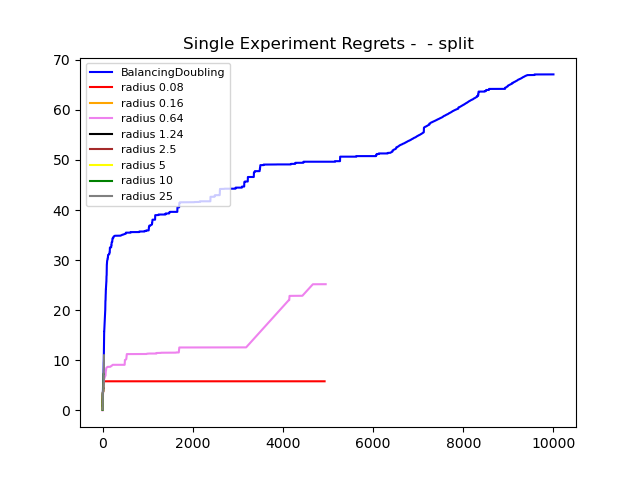 Single Experiment Regrets -  - split
70
60
50
40
30
20
10
0
BalancingDoubling
radius 0.08
radius 0.16
radius 0.64
radius 1.24
radius 2.5
radius 5
radius 10
radius 25
0 2000 4000 6000 8000 10000